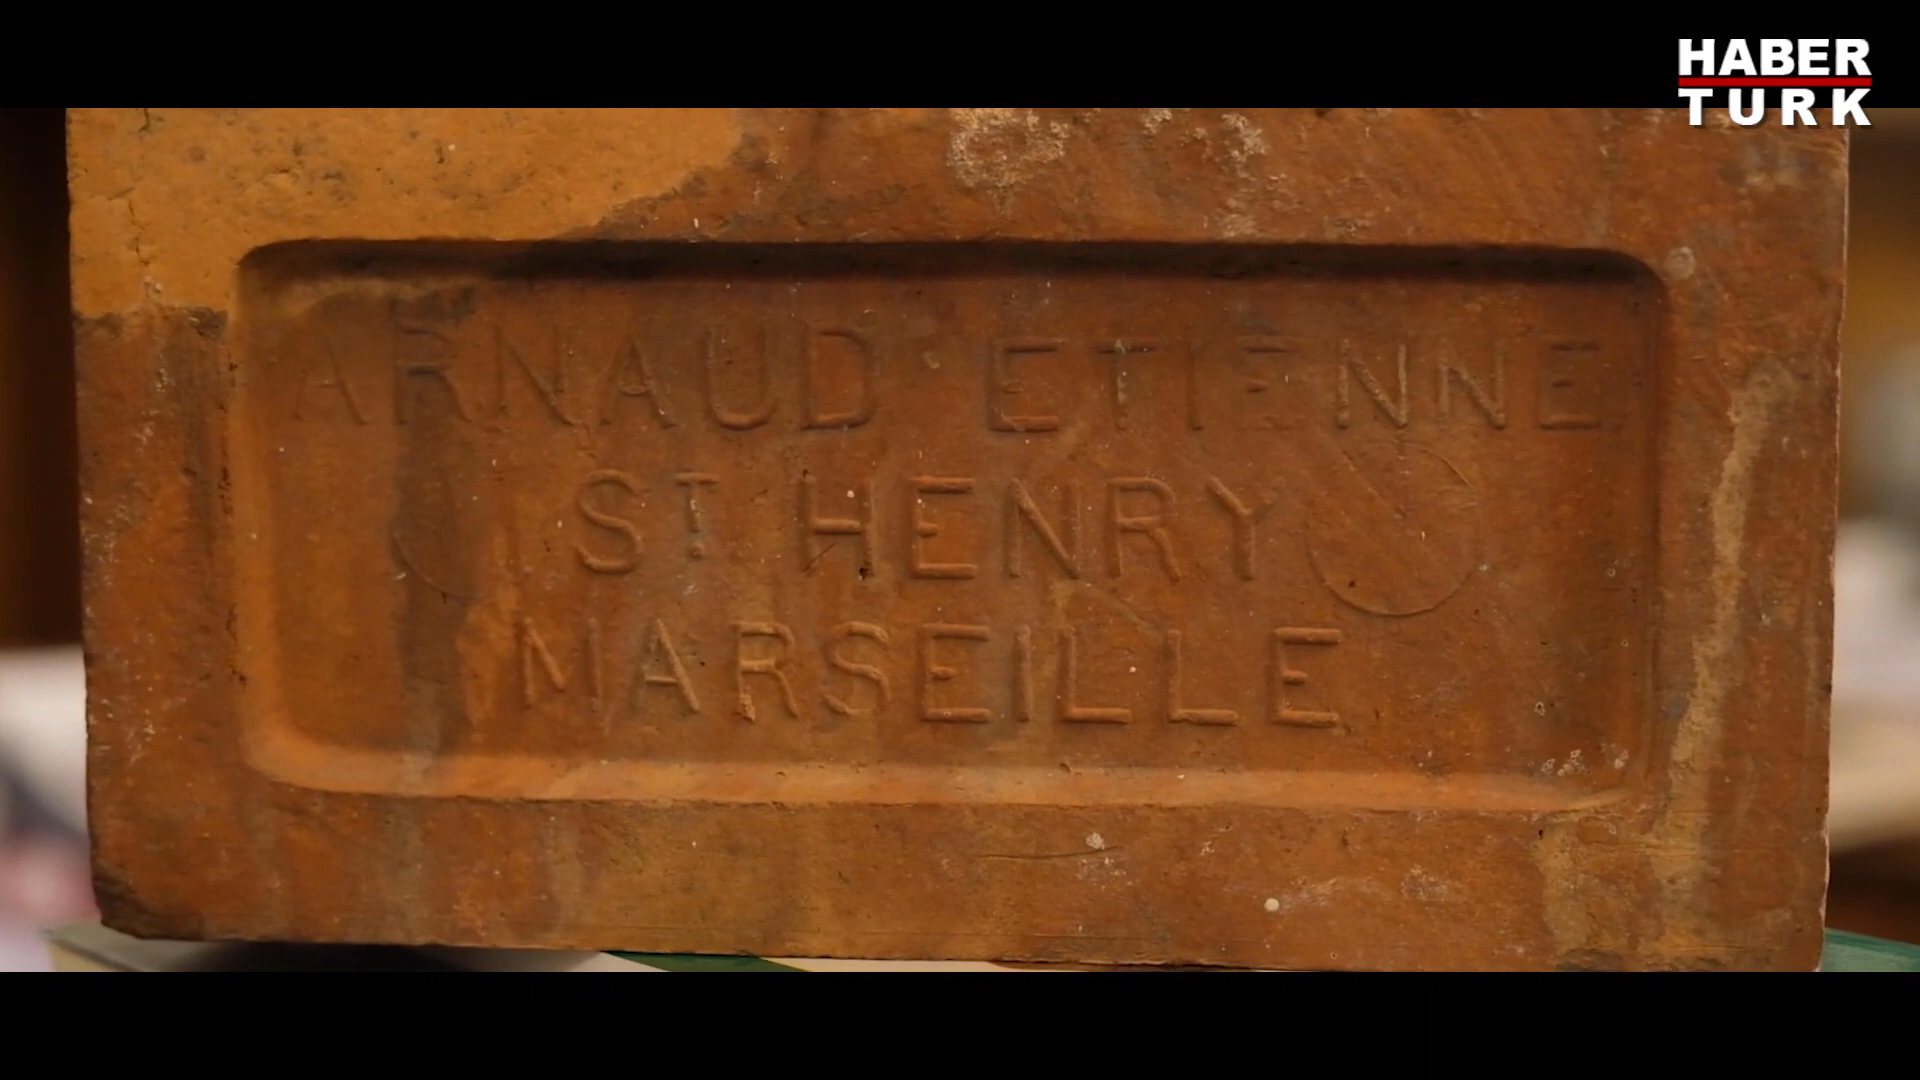 HABER
TURK
ARNAUD ETIENNE
ST HENRY
MARSEILLE